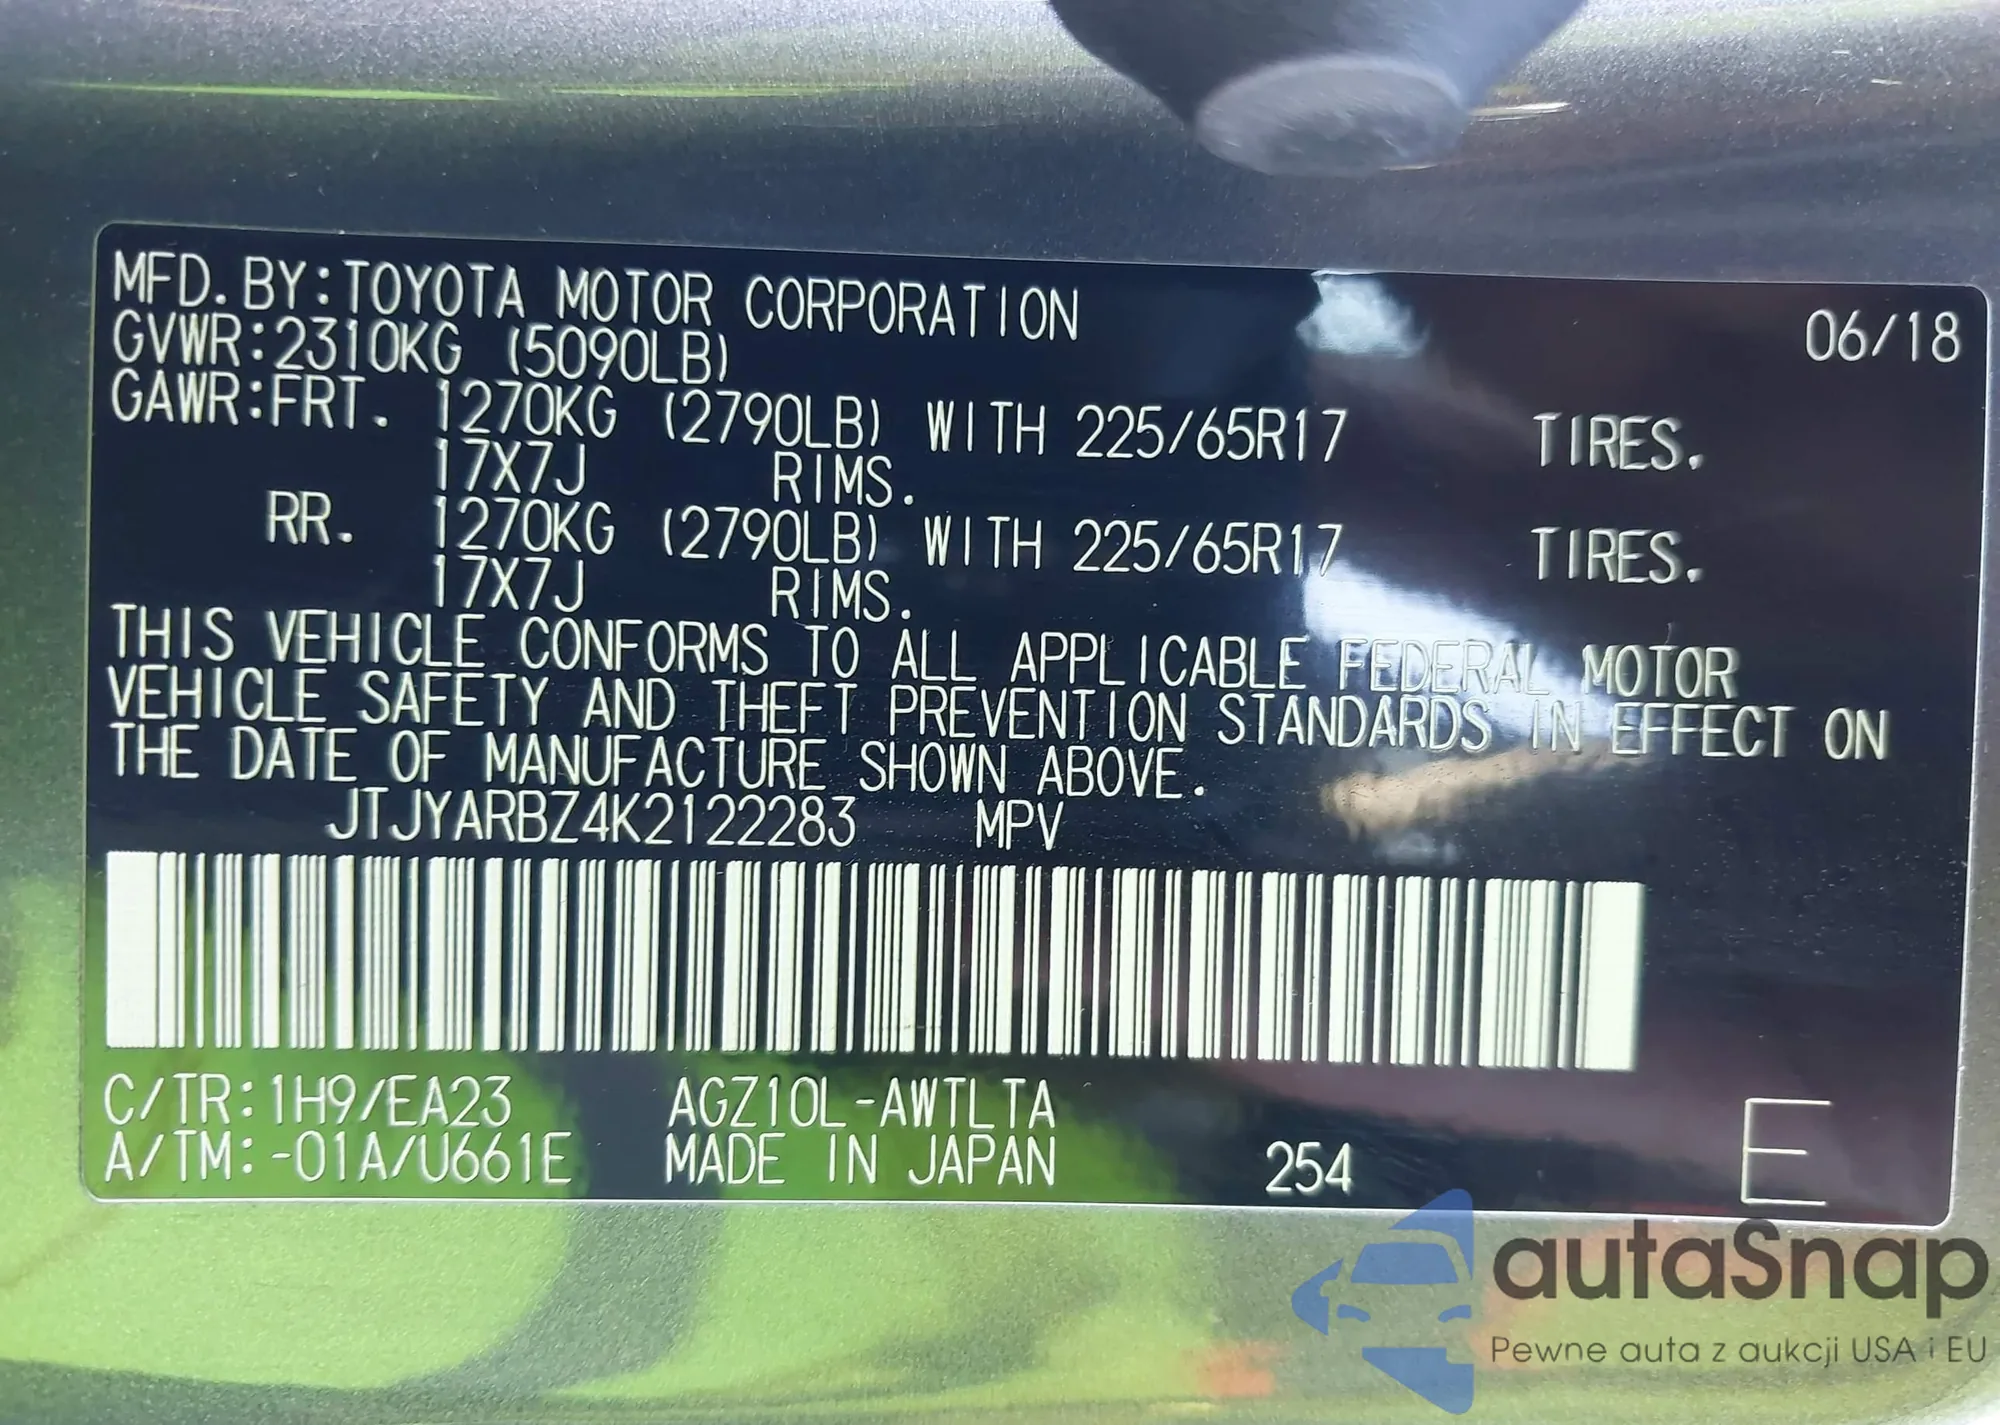 MFD. BY:TOYOTA MOTOR CORPORATION 06/18
GVWR:2310KG (5090LB)
GAWR:FRT. 1270KG (2790LB) WITH 225/65R17 TIRES.
17X7J RIMS.
RR. 1270KG (2790LB) WITH 225/65R17 TIRES.
17X7J RIMS.
THIS VEHICLE CONFORMS TO ALL APPLICABLE FEDERAL MOTOR
VEHICLE SAFETY AND THEFT PREVENTION STANDARDS IN EFFECT ON
THE DATE OF MANUFACTURE SHOWN ABOVE.
JTJYARBZ4K2122283 MPV
C/TR:1H9/EA23 AGZ10L-AWTLTA
A/TM:-01A/U661E MADE IN JAPAN 254 E
autaSnap
Pewne auta z aukcji USA i EU